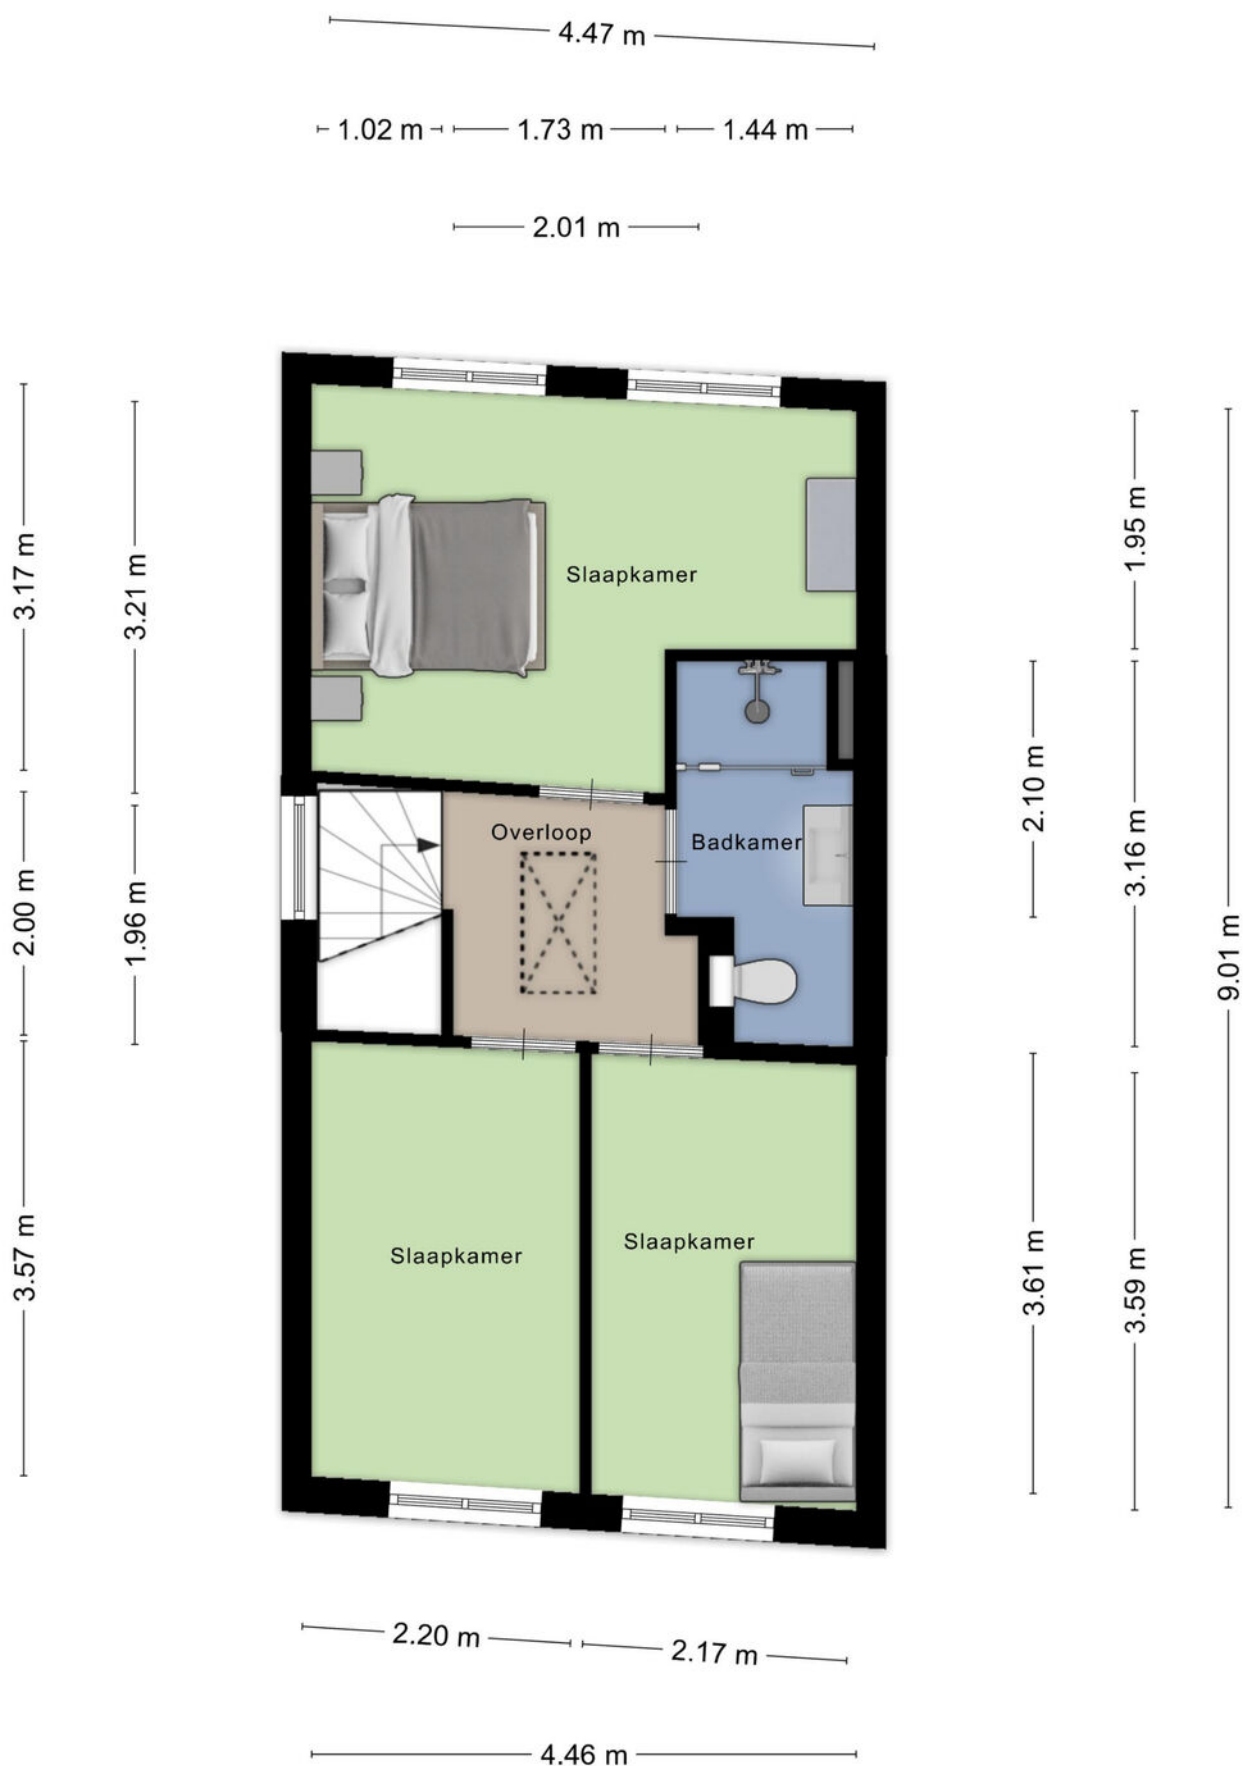 4.47 m
1.02 m
1.73 m
1.44 m
2.01 m
3.17 m
3.21 m
1.95 m
Slaapkamer
2.10 m
3.16 m
Overloop
Badkamer
2.00 m
1.96 m
9.01 m
3.57 m
Slaapkamer
Slaapkamer
3.61 m
3.59 m
2.20 m
2.17 m
4.46 m